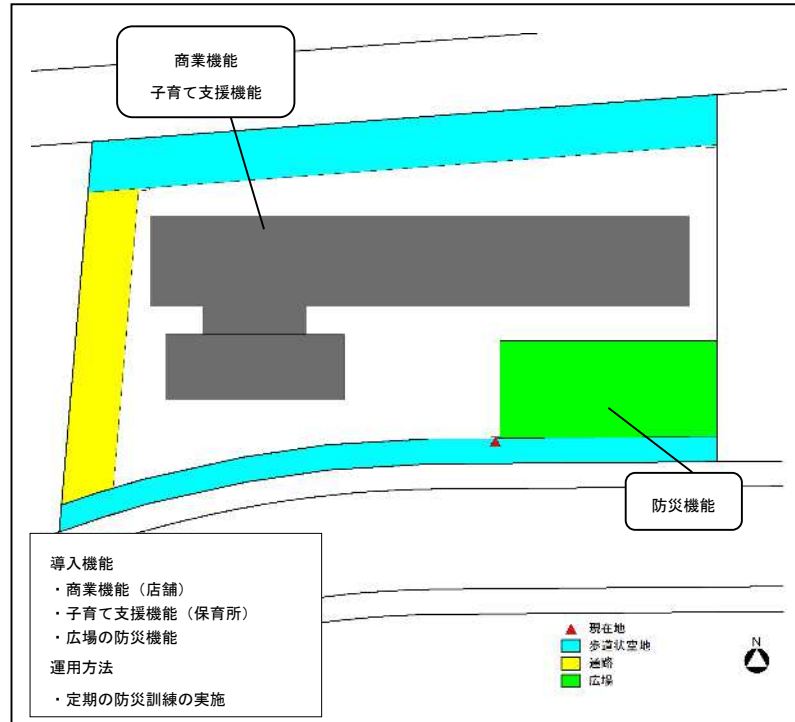 商業機能
子育て支援機能
防災機能
導入機能
・商業機能（店舗）
・子育て支援機能（保育所）
・広場の防災機能
運用方法
・定期の防災訓練の実施
現在地
歩道状空地
通路
広場
N